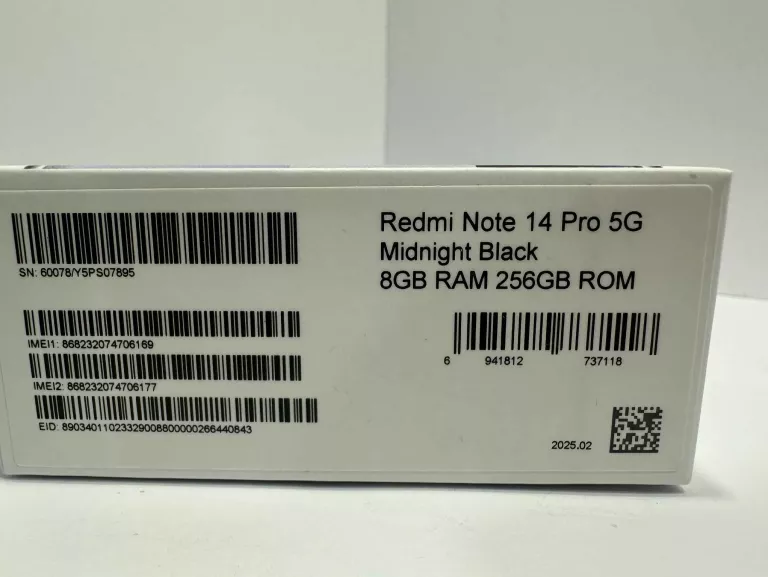 SN: 60078/Y5PS07895
IMEI1: 868232074706169
IMEI2: 868232074706177
EID: 89034011023329008800000266440843
Redmi Note 14 Pro 5G
Midnight Black
8GB RAM 256GB ROM
6 941812 737118
2025.02